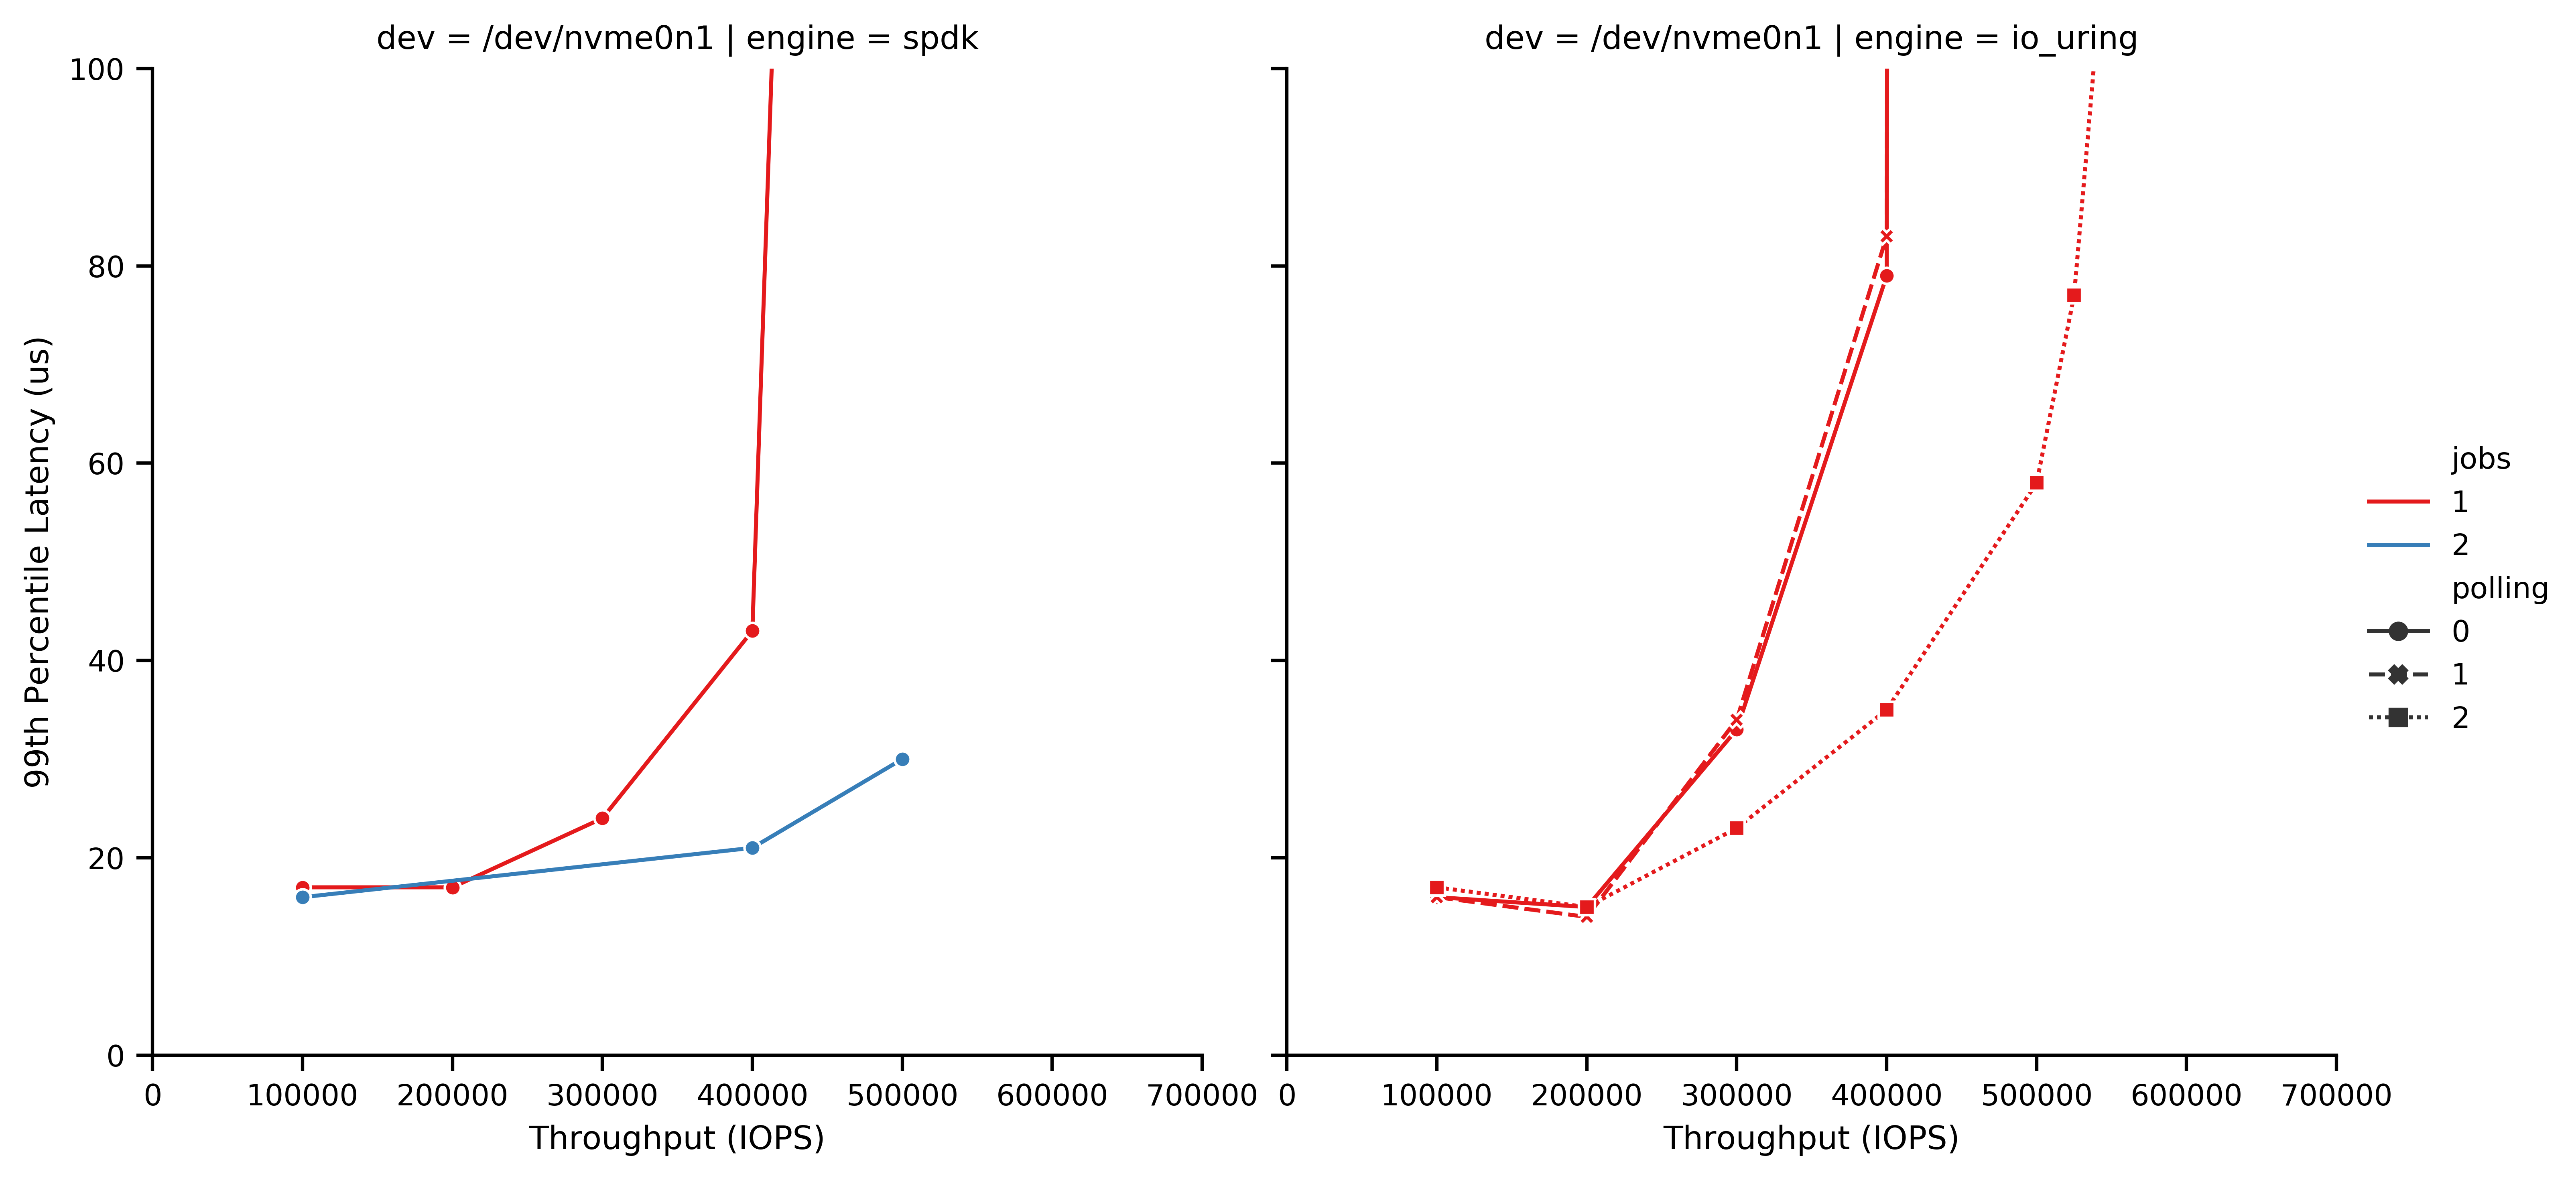 dev = /dev/nvme0n1 | engine = spdk
dev = /dev/nvme0n1 | engine = io_uring
99th Percentile Latency (us)
100
80
60
40
20
0
0 100000 200000 300000 400000 500000 600000 700000
0 100000 200000 300000 400000 500000 600000 700000
Throughput (IOPS)
Throughput (IOPS)
jobs
1
2
polling
0
1
2